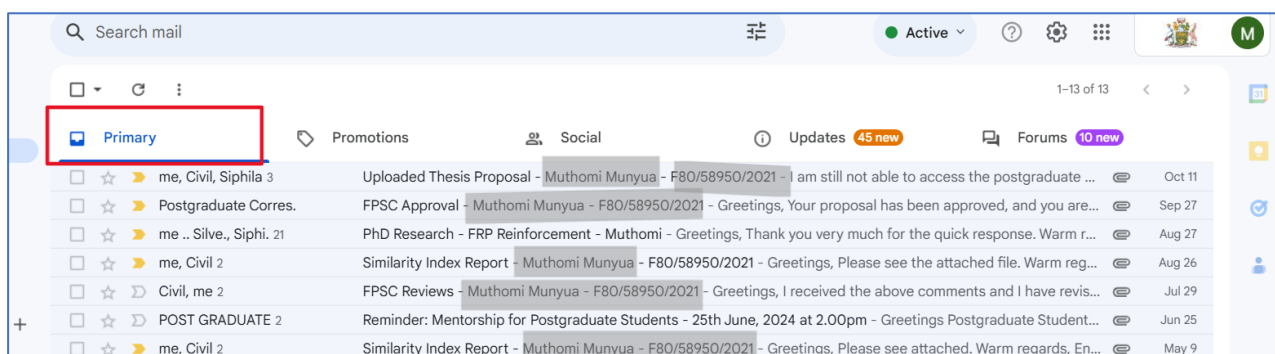 Search mail Active M
1–13 of 13
31
Primary Promotions Social Updates 45 new Forums 10 new
me, Civil, Siphila 3 Uploaded Thesis Proposal - Muthomi Munyua - F80/58950/2021 - I am still not able to access the postgraduate ... Oct 11
Postgraduate Corres. FPSC Approval - Muthomi Munyua - F80/58950/2021 - Greetings, Your proposal has been approved, and you are... Sep 27
me .. Silve., Siphi. 21 PhD Research - FRP Reinforcement - Muthomi - Greetings, Thank you very much for the quick response. Warm r... Aug 27
me, Civil 2 Similarity Index Report - Muthomi Munyua - F80/58950/2021 - Greetings, Please see the attached file. Warm reg... Aug 26
Civil, me 2 FPSC Reviews - Muthomi Munyua - F80/58950/2021 - Greetings, I received the above comments and I have revis... Jul 29
POST GRADUATE 2 Reminder: Mentorship for Postgraduate Students - 25th June, 2024 at 2.00pm - Greetings Postgraduate Student... Jun 25
me, Civil 2 Similarity Index Report - Muthomi Munyua - F80/58950/2021 - Greetings, Please see attached. Warm regards, En... May 9